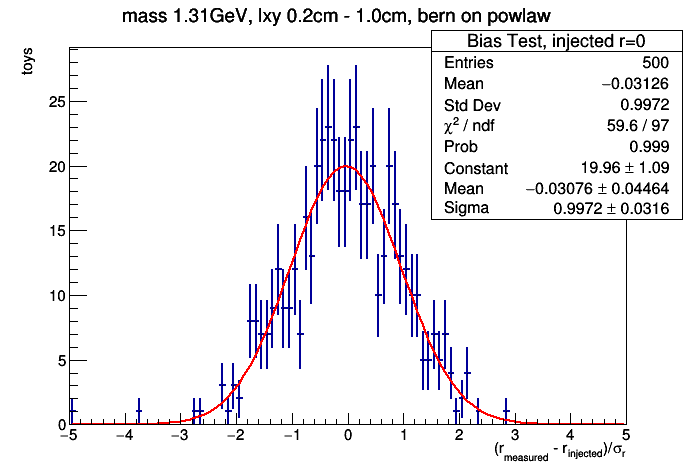 mass 1.31GeV, lxy 0.2cm - 1.0cm, bern on powlaw
toys
Bias Test, injected r=0
Entries 500
Mean −0.03126
Std Dev 0.9972
χ² / ndf 59.6 / 97
Prob 0.999
Constant 19.96 ± 1.09
Mean −0.03076 ± 0.04464
Sigma 0.9972 ± 0.0316
25
20
15
10
5
0
−5 −4 −3 −2 −1 0 1 2 3 4 5
(r_measured - r_injected)/σ_r